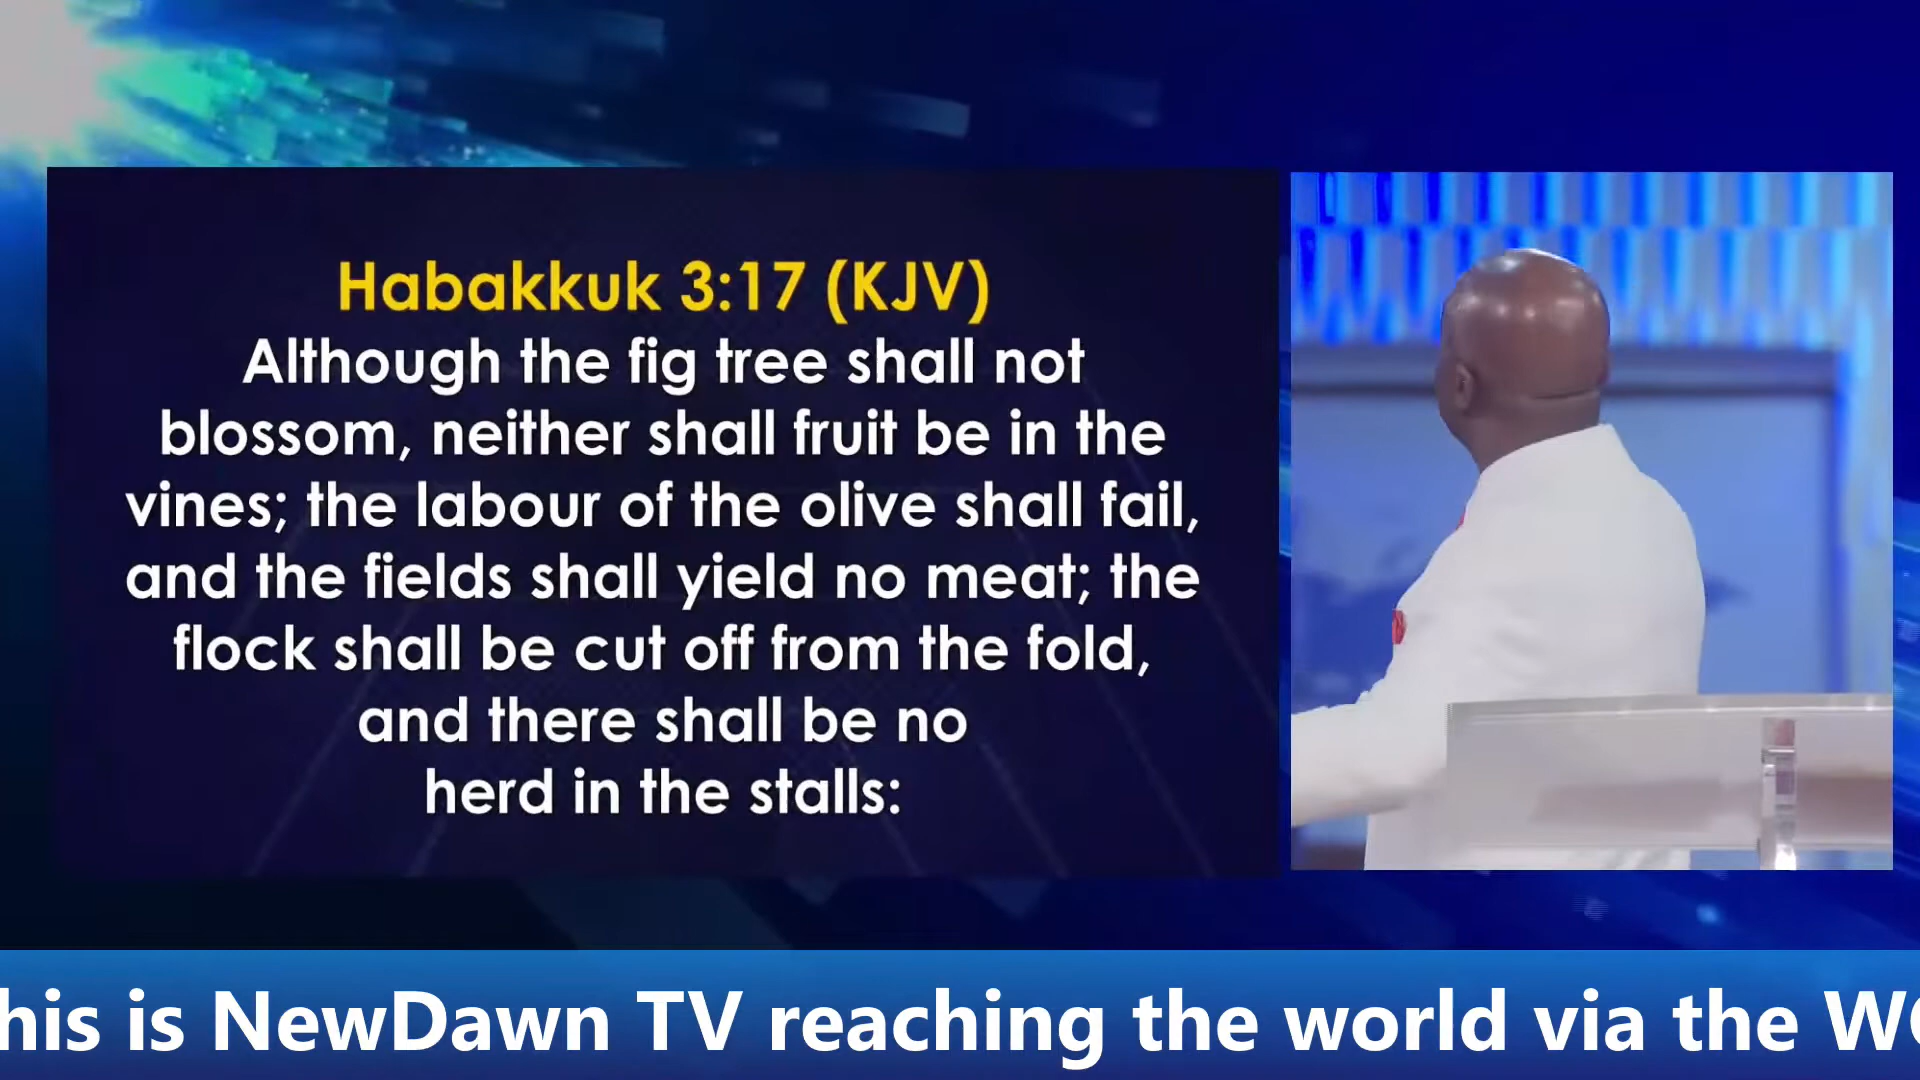 Habakkuk 3:17 (KJV)
Although the fig tree shall not
blossom, neither shall fruit be in the
vines; the labour of the olive shall fail,
and the fields shall yield no meat; the
flock shall be cut off from the fold,
and there shall be no
herd in the stalls:
his is NewDawn TV reaching the world via the W